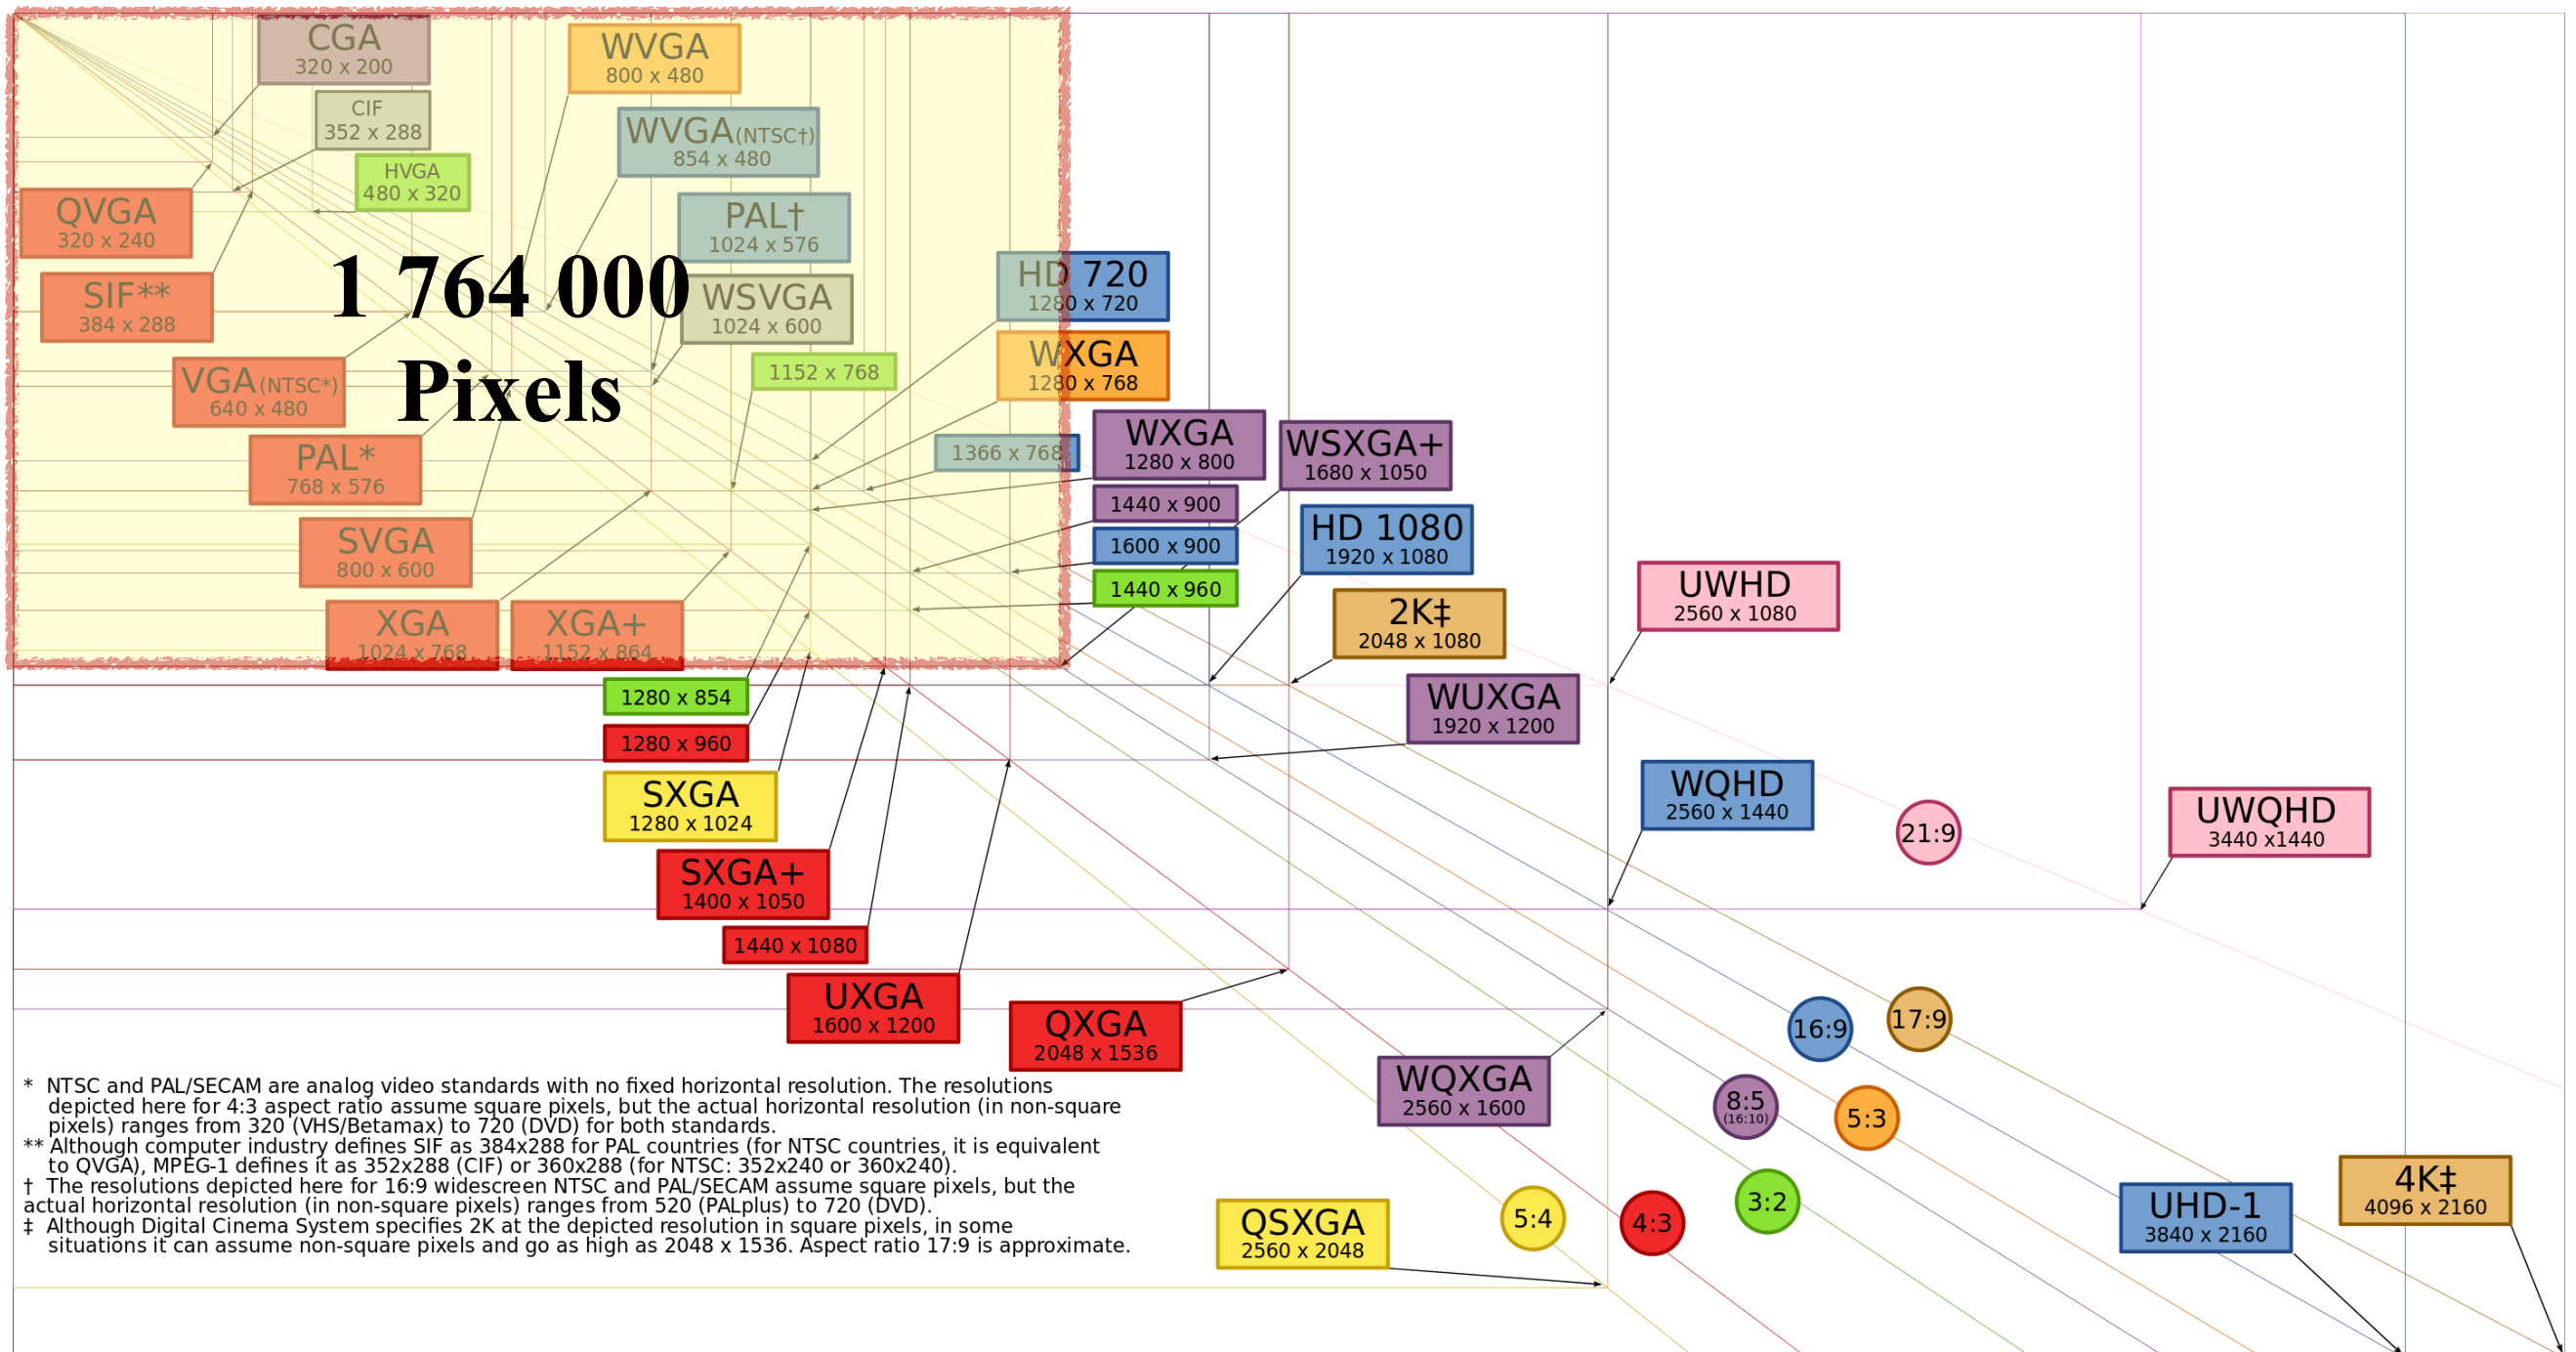 CGA
320 x 200
WVGA
800 x 480
CIF
352 x 288
WVGA(NTSC†)
854 x 480
HVGA
480 x 320
QVGA
320 x 240
PAL†
1024 x 576
SIF**
384 x 288
1 764 000
Pixels
WSVGA
1024 x 600
HD 720
1280 x 720
VGA(NTSC*)
640 x 480
1152 x 768
WXGA
1280 x 768
PAL*
768 x 576
1366 x 768
WXGA
1280 x 800
WSXGA+
1680 x 1050
1440 x 900
SVGA
800 x 600
1600 x 900
HD 1080
1920 x 1080
1440 x 960
XGA
1024 x 768
XGA+
1152 x 864
2K‡
2048 x 1080
UWHD
2560 x 1080
1280 x 854
WUXGA
1920 x 1200
1280 x 960
SXGA
1280 x 1024
WQHD
2560 x 1440
21:9
UWQHD
3440 x1440
SXGA+
1400 x 1050
1440 x 1080
UXGA
1600 x 1200
QXGA
2048 x 1536
16:9
17:9
WQXGA
2560 x 1600
8:5
(16:10)
5:3
* NTSC and PAL/SECAM are analog video standards with no fixed horizontal resolution. The resolutions
depicted here for 4:3 aspect ratio assume square pixels, but the actual horizontal resolution (in non-square
pixels) ranges from 320 (VHS/Betamax) to 720 (DVD) for both standards.
** Although computer industry defines SIF as 384x288 for PAL countries (for NTSC countries, it is equivalent
to QVGA), MPEG-1 defines it as 352x288 (CIF) or 360x288 (for NTSC: 352x240 or 360x240).
† The resolutions depicted here for 16:9 widescreen NTSC and PAL/SECAM assume square pixels, but the
actual horizontal resolution (in non-square pixels) ranges from 520 (PALplus) to 720 (DVD).
‡ Although Digital Cinema System specifies 2K at the depicted resolution in square pixels, in some
situations it can assume non-square pixels and go as high as 2048 x 1536. Aspect ratio 17:9 is approximate.
QSXGA
2560 x 2048
5:4
4:3
3:2
UHD-1
3840 x 2160
4K‡
4096 x 2160